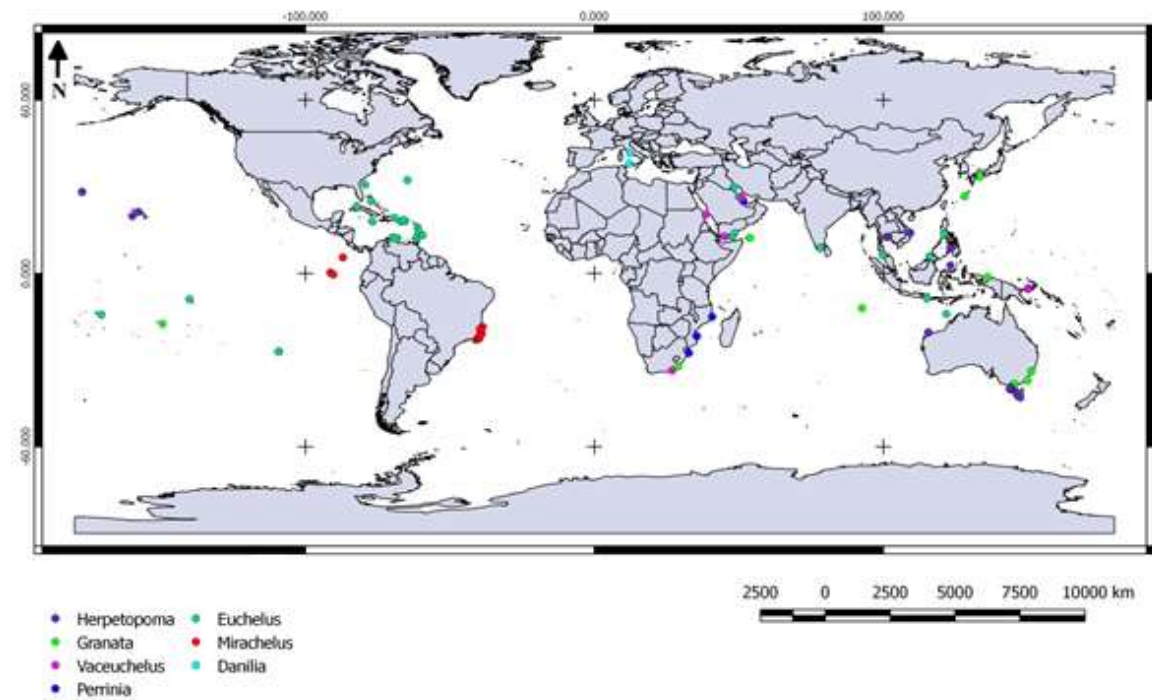 -100.000 0.000 100.000
N
60.000
0.000
-60.000
2500 0 2500 5000 7500 10000 km
Herpetopoma Euchelus
Granata Mirachelus
Vaceuchelus Danilia
Perrinia